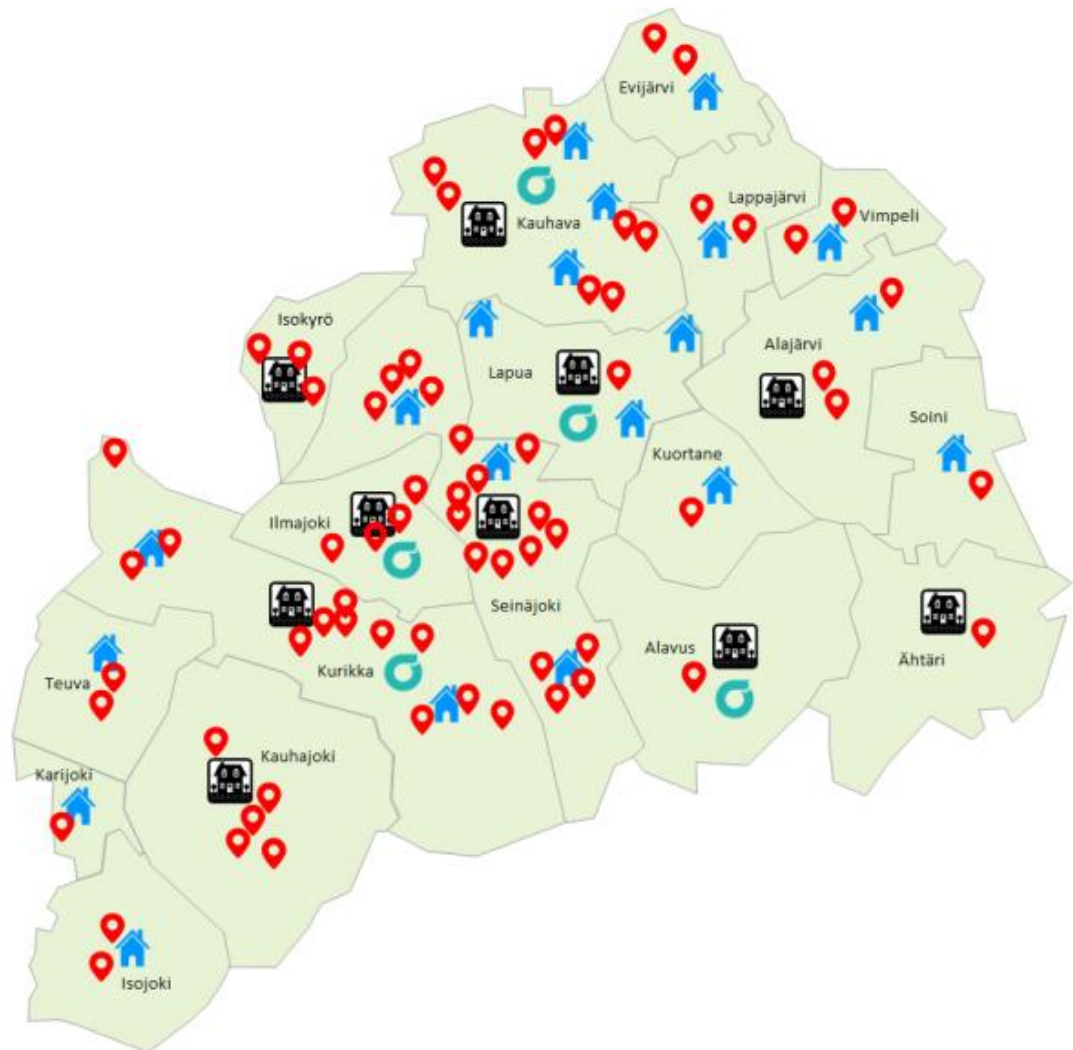 Evijärvi
Lappajärvi
Vimpeli
Kauhava
Isokyrö
Alajärvi
Lapua
Soini
Kuortane
Ilmajoki
Seinäjoki
Alavus
Ähtäri
Kurikka
Teuva
Kauhajoki
Karijoki
Isojoki